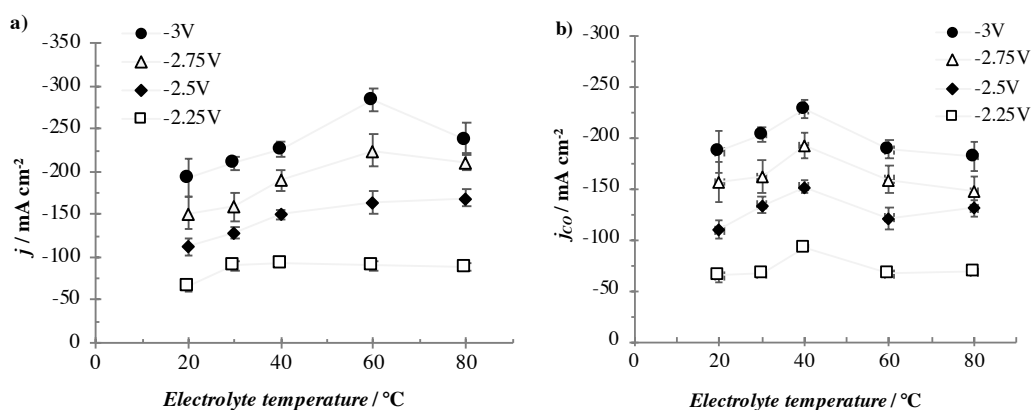 a)
-3V
-2.75V
-2.5V
-2.25V
-350
-300
-250
-200
-150
-100
-50
0
j / mA cm-2
0 20 40 60 80
Electrolyte temperature / °C
b)
-3V
-2.75V
-2.5V
-2.25V
-300
-250
-200
-150
-100
-50
0
jCO / mA cm-2
0 20 40 60 80
Electrolyte temperature / °C